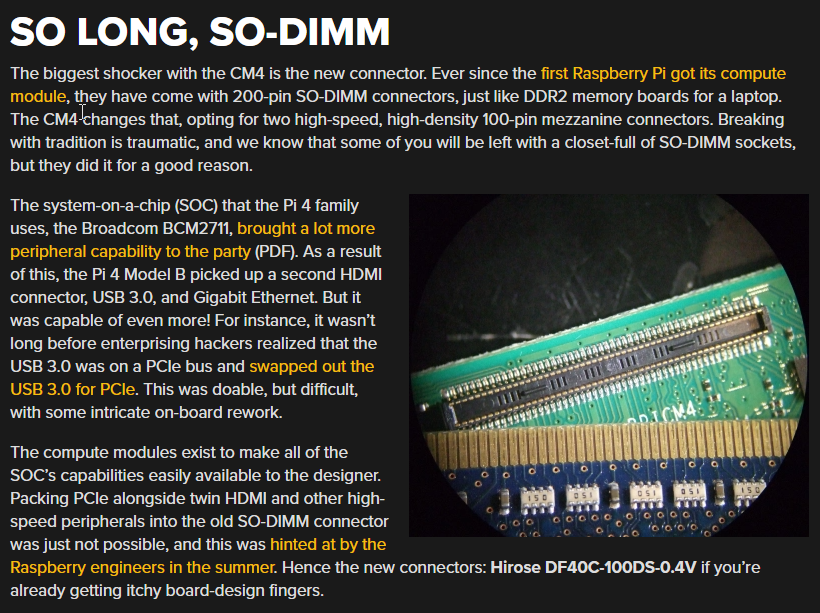 SO LONG, SO-DIMM
The biggest shocker with the CM4 is the new connector. Ever since the first Raspberry Pi got its compute
module, they have come with 200-pin SO-DIMM connectors, just like DDR2 memory boards for a laptop.
The CM4 changes that, opting for two high-speed, high-density 100-pin mezzanine connectors. Breaking
with tradition is traumatic, and we know that some of you will be left with a closet-full of SO-DIMM sockets,
but they did it for a good reason.
The system-on-a-chip (SOC) that the Pi 4 family
uses, the Broadcom BCM2711, brought a lot more
peripheral capability to the party (PDF). As a result
of this, the Pi 4 Model B picked up a second HDMI
connector, USB 3.0, and Gigabit Ethernet. But it
was capable of even more! For instance, it wasn't
long before enterprising hackers realized that the
USB 3.0 was on a PCIe bus and swapped out the
USB 3.0 for PCIe. This was doable, but difficult,
with some intricate on-board rework.
The compute modules exist to make all of the
SOC's capabilities easily available to the designer.
Packing PCIe alongside twin HDMI and other high-
speed peripherals into the old SO-DIMM connector
was just not possible, and this was hinted at by the
Raspberry engineers in the summer. Hence the new connectors: Hirose DF40C-100DS-0.4V if you're
already getting itchy board-design fingers.
150
051
051
051
150